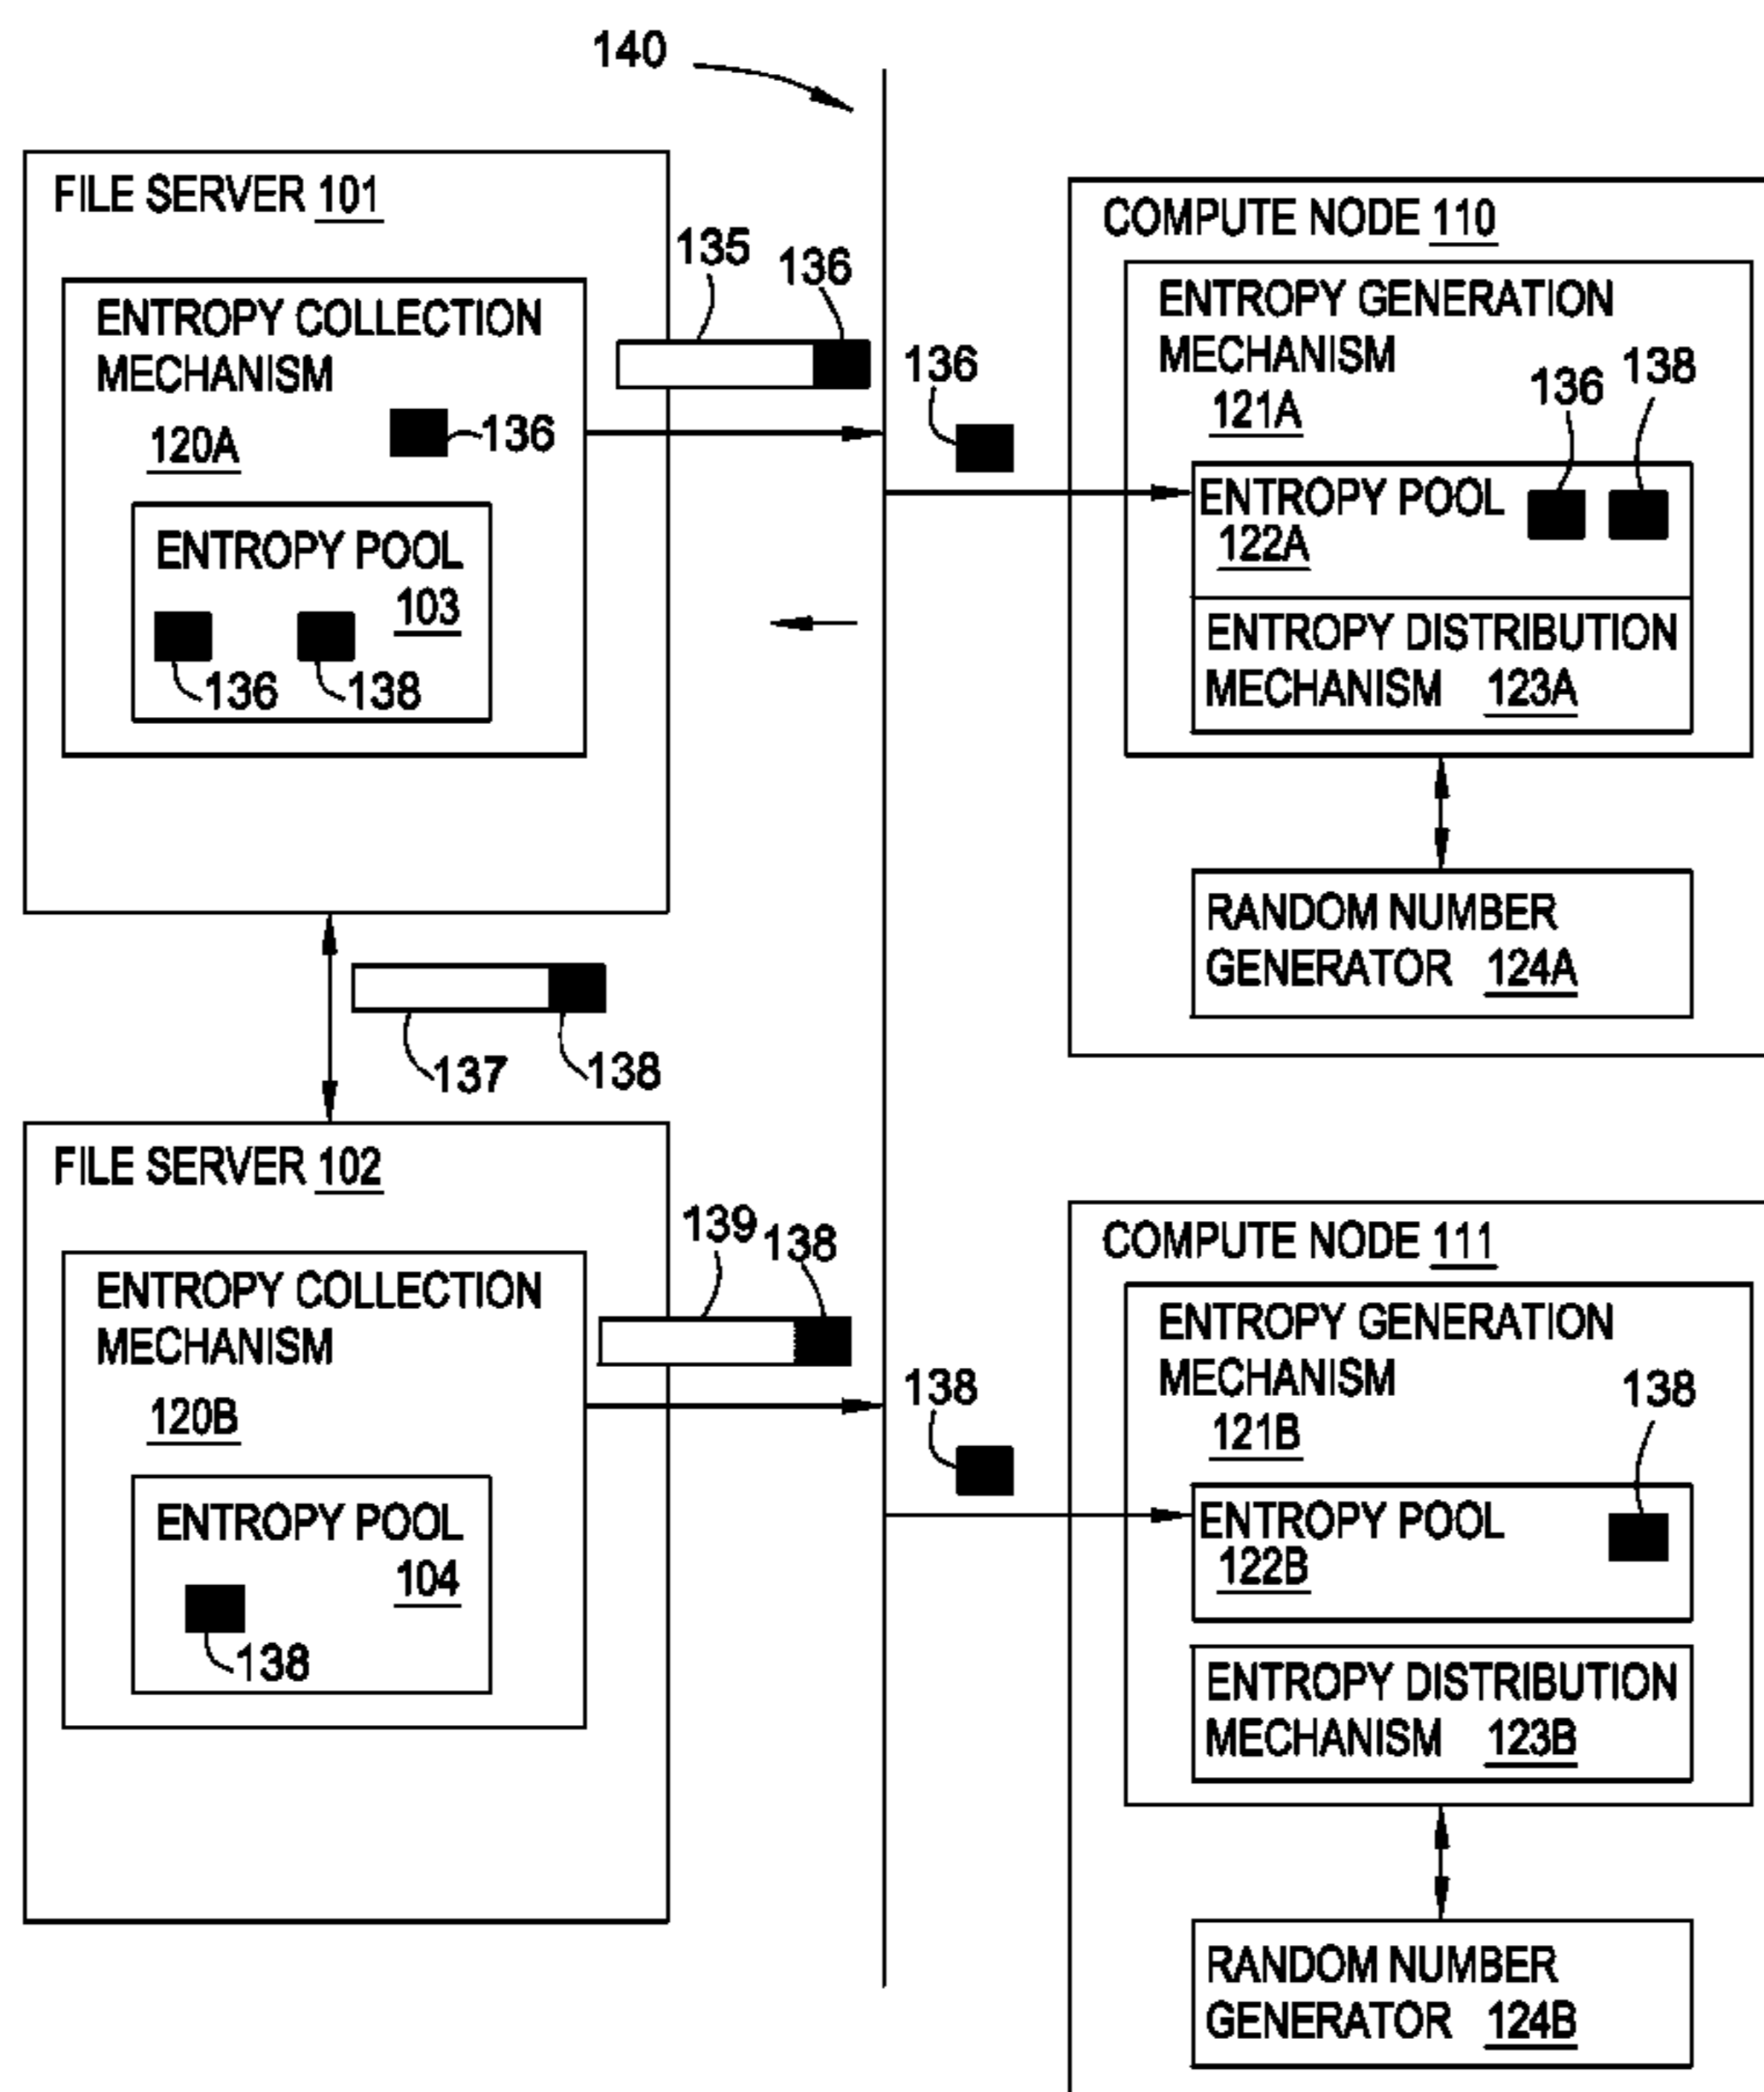 140
FILE SERVER 101
ENTROPY COLLECTION
MECHANISM
120A
136
ENTROPY POOL
103
136
138
135
136
136
COMPUTE NODE 110
ENTROPY GENERATION
MECHANISM
121A
136
138
ENTROPY POOL
122A
ENTROPY DISTRIBUTION
MECHANISM 123A
RANDOM NUMBER
GENERATOR 124A
137
138
FILE SERVER 102
ENTROPY COLLECTION
MECHANISM
120B
ENTROPY POOL
104
138
139
138
138
COMPUTE NODE 111
ENTROPY GENERATION
MECHANISM
121B
138
ENTROPY POOL
122B
ENTROPY DISTRIBUTION
MECHANISM 123B
RANDOM NUMBER
GENERATOR 124B